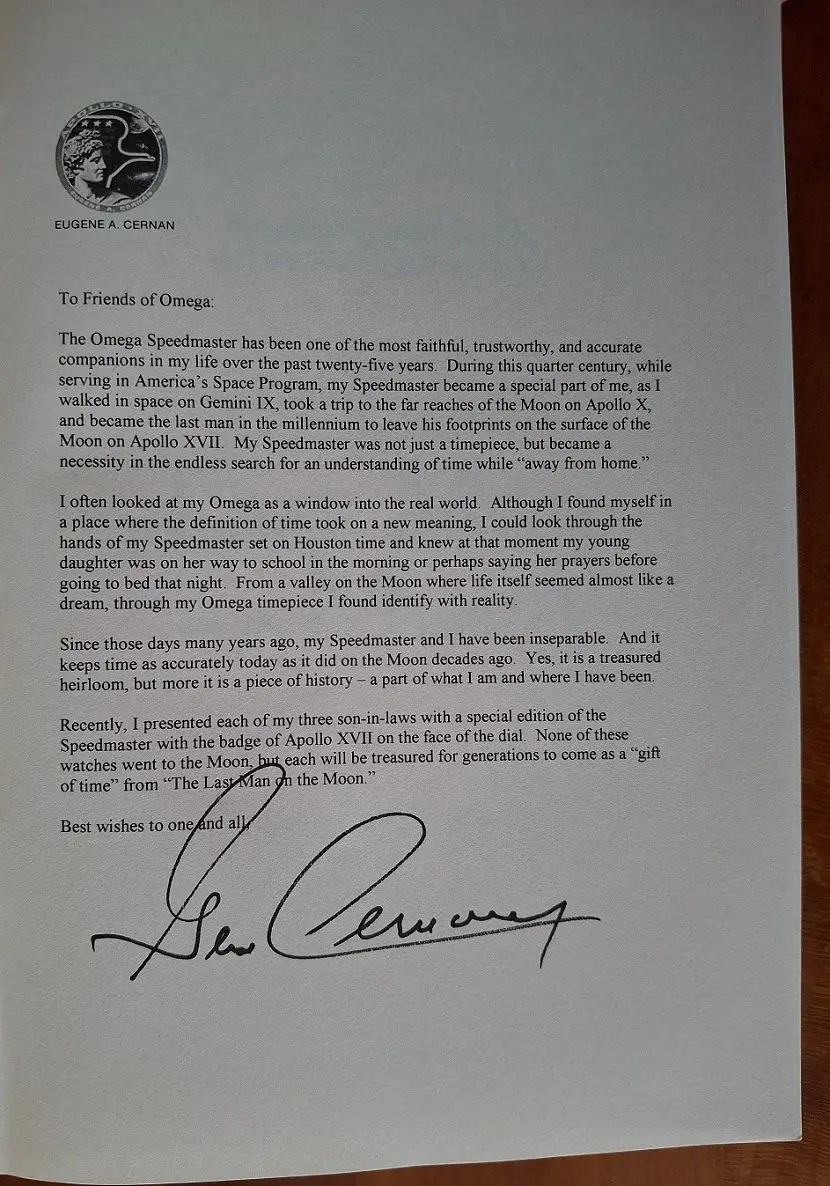 APOLLO XVII
EUGENE A. CERNAN
EUGENE A. CERNAN
To Friends of Omega:
The Omega Speedmaster has been one of the most faithful, trustworthy, and accurate
companions in my life over the past twenty-five years. During this quarter century, while
serving in America's Space Program, my Speedmaster became a special part of me, as I
walked in space on Gemini IX, took a trip to the far reaches of the Moon on Apollo X,
and became the last man in the millennium to leave his footprints on the surface of the
Moon on Apollo XVII. My Speedmaster was not just a timepiece, but became a
necessity in the endless search for an understanding of time while “away from home.”
I often looked at my Omega as a window into the real world. Although I found myself in
a place where the definition of time took on a new meaning, I could look through the
hands of my Speedmaster set on Houston time and knew at that moment my young
daughter was on her way to school in the morning or perhaps saying her prayers before
going to bed that night. From a valley on the Moon where life itself seemed almost like a
dream, through my Omega timepiece I found identify with reality.
Since those days many years ago, my Speedmaster and I have been inseparable. And it
keeps time as accurately today as it did on the Moon decades ago. Yes, it is a treasured
heirloom, but more it is a piece of history – a part of what I am and where I have been.
Recently, I presented each of my three son-in-laws with a special edition of the
Speedmaster with the badge of Apollo XVII on the face of the dial. None of these
watches went to the Moon, but each will be treasured for generations to come as a “gift
of time” from “The Last Man on the Moon.”
Best wishes to one and all,
Gene Cernan